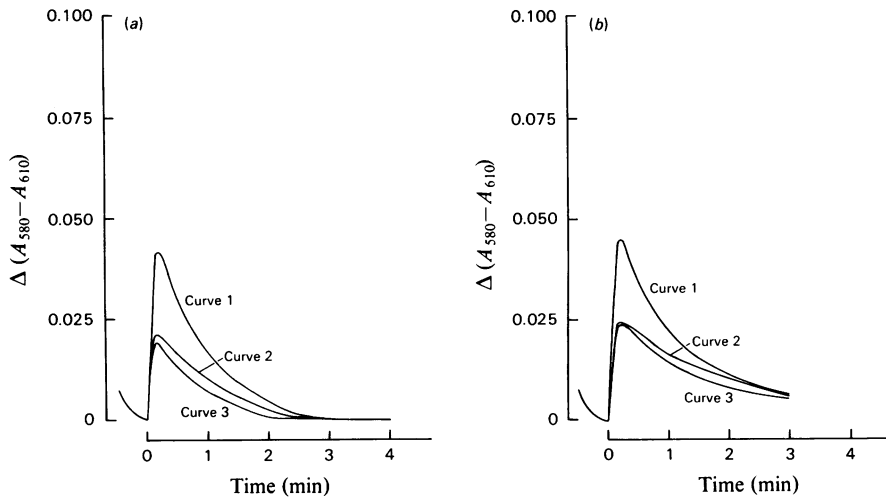 (a)
0.100
0.075
0.050
0.025
0
Δ (A580 – A610)
Curve 1
Curve 2
Curve 3
0 1 2 3 4
Time (min)
(b)
0.100
0.075
0.050
0.025
0
Δ (A580 – A610)
Curve 1
Curve 2
Curve 3
0 1 2 3 4
Time (min)